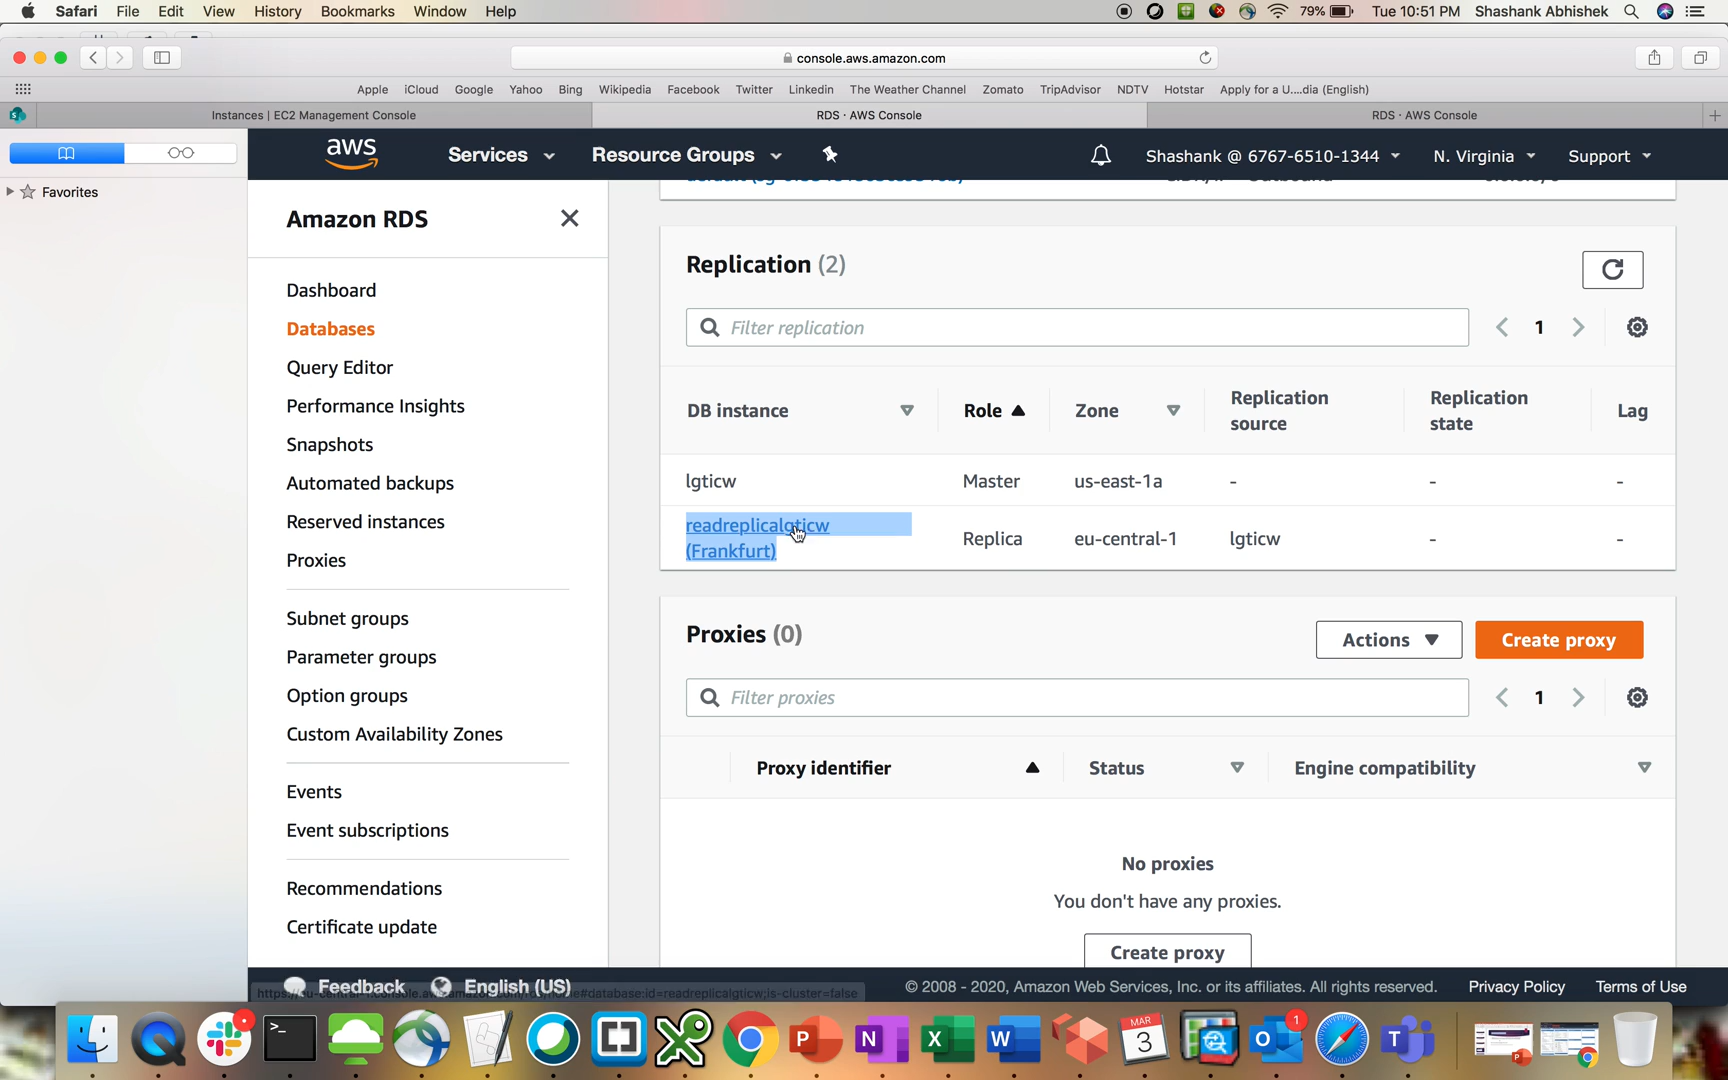 Safari File Edit View History Bookmarks Window Help 79% Tue 10:51 PM Shashank Abhishek
console.aws.amazon.com
Apple iCloud Google Yahoo Bing Wikipedia Facebook Twitter Linkedin The Weather Channel Zomato TripAdvisor NDTV Hotstar Apply for a U....dia (English)
Instances | EC2 Management Console RDS · AWS Console RDS · AWS Console
aws Services Resource Groups Shashank @ 6767-6510-1344 N. Virginia Support
Favorites
Amazon RDS
Dashboard
Databases
Query Editor
Performance Insights
Snapshots
Automated backups
Reserved instances
Proxies
Subnet groups
Parameter groups
Option groups
Custom Availability Zones
Events
Event subscriptions
Recommendations
Certificate update
Replication (2)
Filter replication
1
DB instance Role Zone Replication source Replication state Lag
lgticw Master us-east-1a - - -
readreplicalgticw
(Frankfurt)
Replica eu-central-1 lgticw - -
Proxies (0)
Actions Create proxy
Filter proxies
1
Proxy identifier Status Engine compatibility
No proxies
You don't have any proxies.
Create proxy
Feedback English (US) © 2008 - 2020, Amazon Web Services, Inc. or its affiliates. All rights reserved. Privacy Policy Terms of Use
MAR
3
1